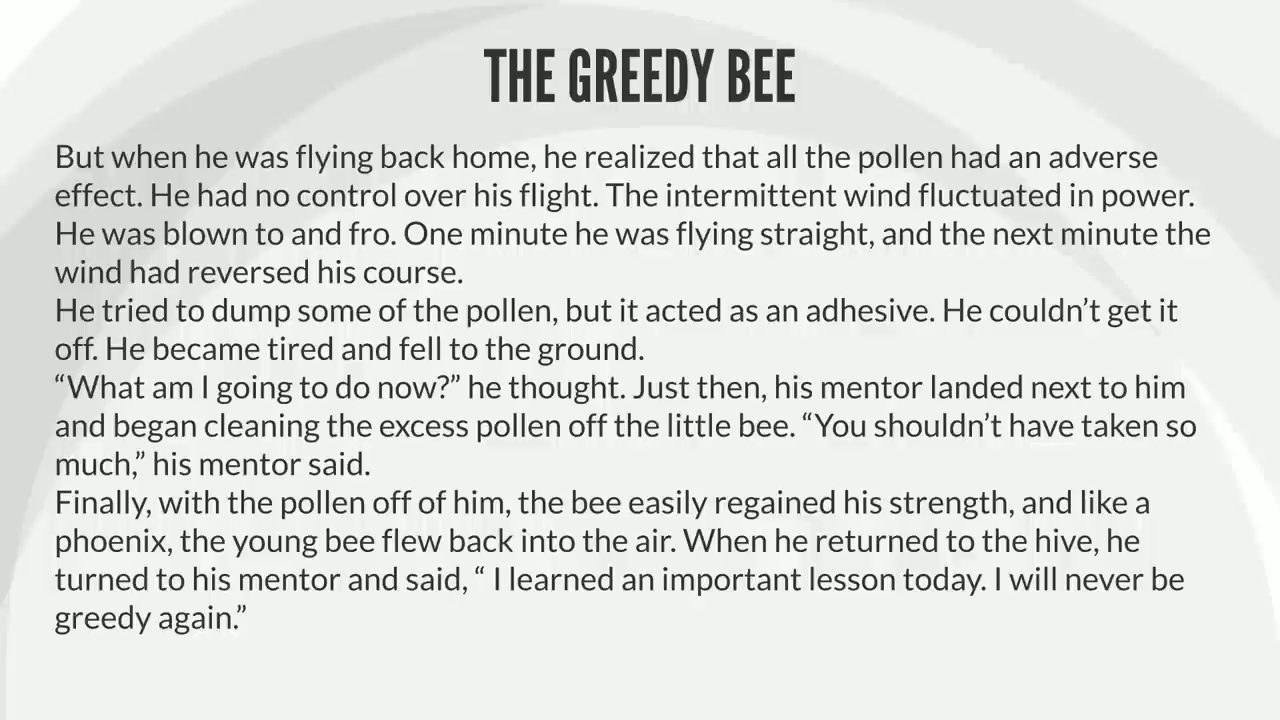 THE GREEDY BEE
But when he was flying back home, he realized that all the pollen had an adverse
effect. He had no control over his flight. The intermittent wind fluctuated in power.
He was blown to and fro. One minute he was flying straight, and the next minute the
wind had reversed his course.
He tried to dump some of the pollen, but it acted as an adhesive. He couldn’t get it
off. He became tired and fell to the ground.
“What am I going to do now?” he thought. Just then, his mentor landed next to him
and began cleaning the excess pollen off the little bee. “You shouldn’t have taken so
much,” his mentor said.
Finally, with the pollen off of him, the bee easily regained his strength, and like a
phoenix, the young bee flew back into the air. When he returned to the hive, he
turned to his mentor and said, “ I learned an important lesson today. I will never be
greedy again.”